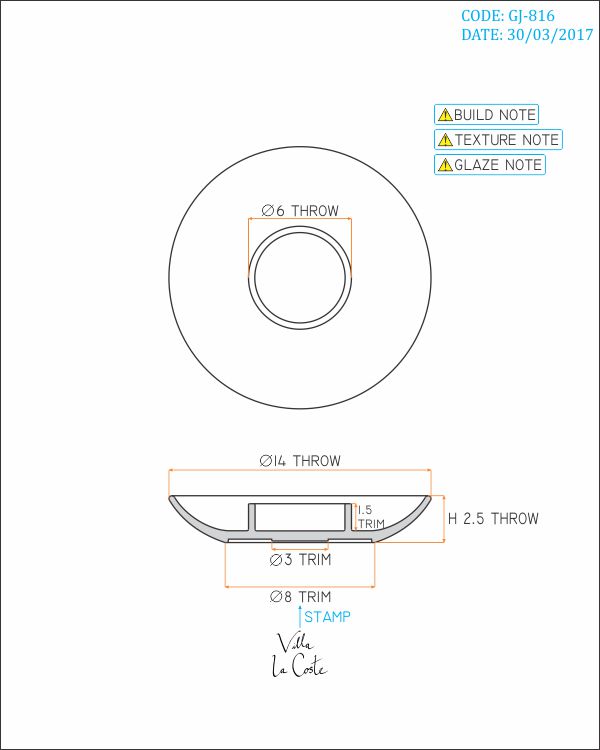 CODE: GJ-816
DATE: 30/03/2017
BUILD NOTE
TEXTURE NOTE
GLAZE NOTE
∅6 THROW
∅14 THROW
1.5
TRIM
H 2.5 THROW
∅3 TRIM
∅8 TRIM
STAMP
Villa
La Coste